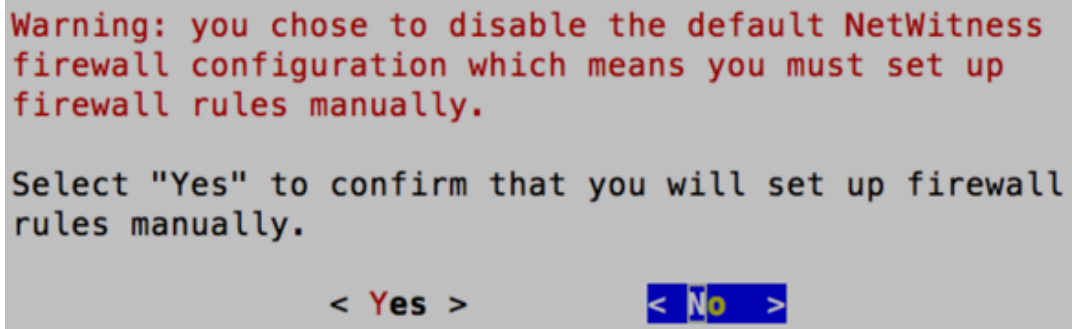 Warning: you chose to disable the default NetWitness
firewall configuration which means you must set up
firewall rules manually.
Select "Yes" to confirm that you will set up firewall
rules manually.
< Yes > < No >